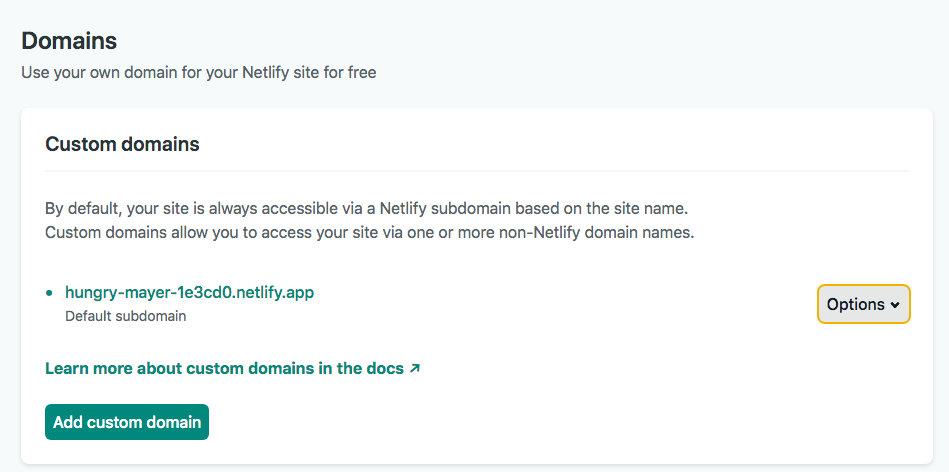 Domains
Use your own domain for your Netlify site for free
Custom domains
By default, your site is always accessible via a Netlify subdomain based on the site name.
Custom domains allow you to access your site via one or more non-Netlify domain names.
hungry-mayer-1e3cd0.netlify.app
Default subdomain
Options
Learn more about custom domains in the docs ↗
Add custom domain